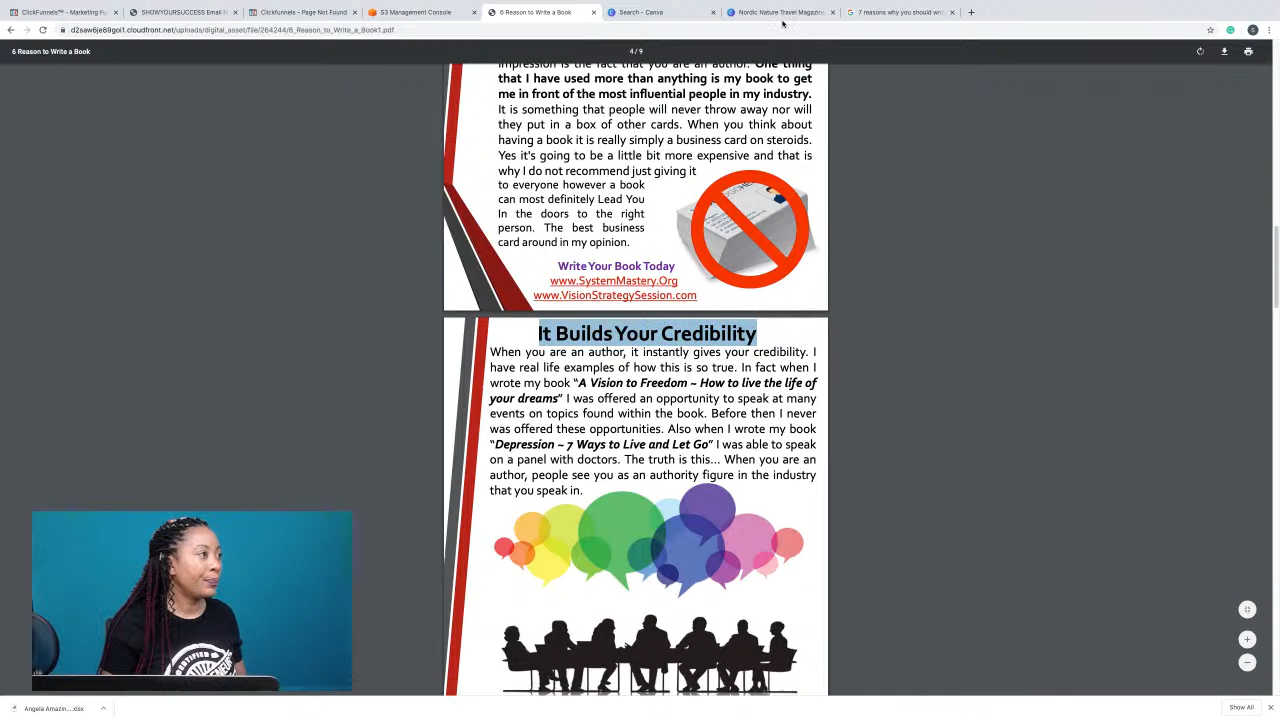 ClickFunnels™ - Marketing Fu
SHOWYOURSUCCESS Email M
Clickfunnels – Page Not Found
S3 Management Console
6 Reason to Write a Book
Search - Canva
Nordic Nature Travel Magazine
7 reasons why you should writ
d2saw6je89goi1.cloudfront.net/uploads/digital_asset/file/264244/6_Reason_to_Write_a_Book1.pdf
6 Reason to Write a Book
4 / 9
impression is the fact that you are an author. One thing
that I have used more than anything is my book to get
me in front of the most influential people in my industry.
It is something that people will never throw away nor will
they put in a box of other cards. When you think about
having a book it is really simply a business card on steroids.
Yes it's going to be a little bit more expensive and that is
why I do not recommend just giving it
to everyone however a book
can most definitely Lead You
In the doors to the right
person. The best business
card around in my opinion.
Write Your Book Today
www.SystemMastery.Org
www.VisionStrategySession.com
It Builds Your Credibility
When you are an author, it instantly gives your credibility. I
have real life examples of how this is so true. In fact when I
wrote my book “A Vision to Freedom ~ How to live the life of
your dreams” I was offered an opportunity to speak at many
events on topics found within the book. Before then I never
was offered these opportunities. Also when I wrote my book
“Depression ~ 7 Ways to Live and Let Go” I was able to speak
on a panel with doctors. The truth is this... When you are an
author, people see you as an authority figure in the industry
that you speak in.
CERTIFIED
Angela Amazin....xlsx
Show All